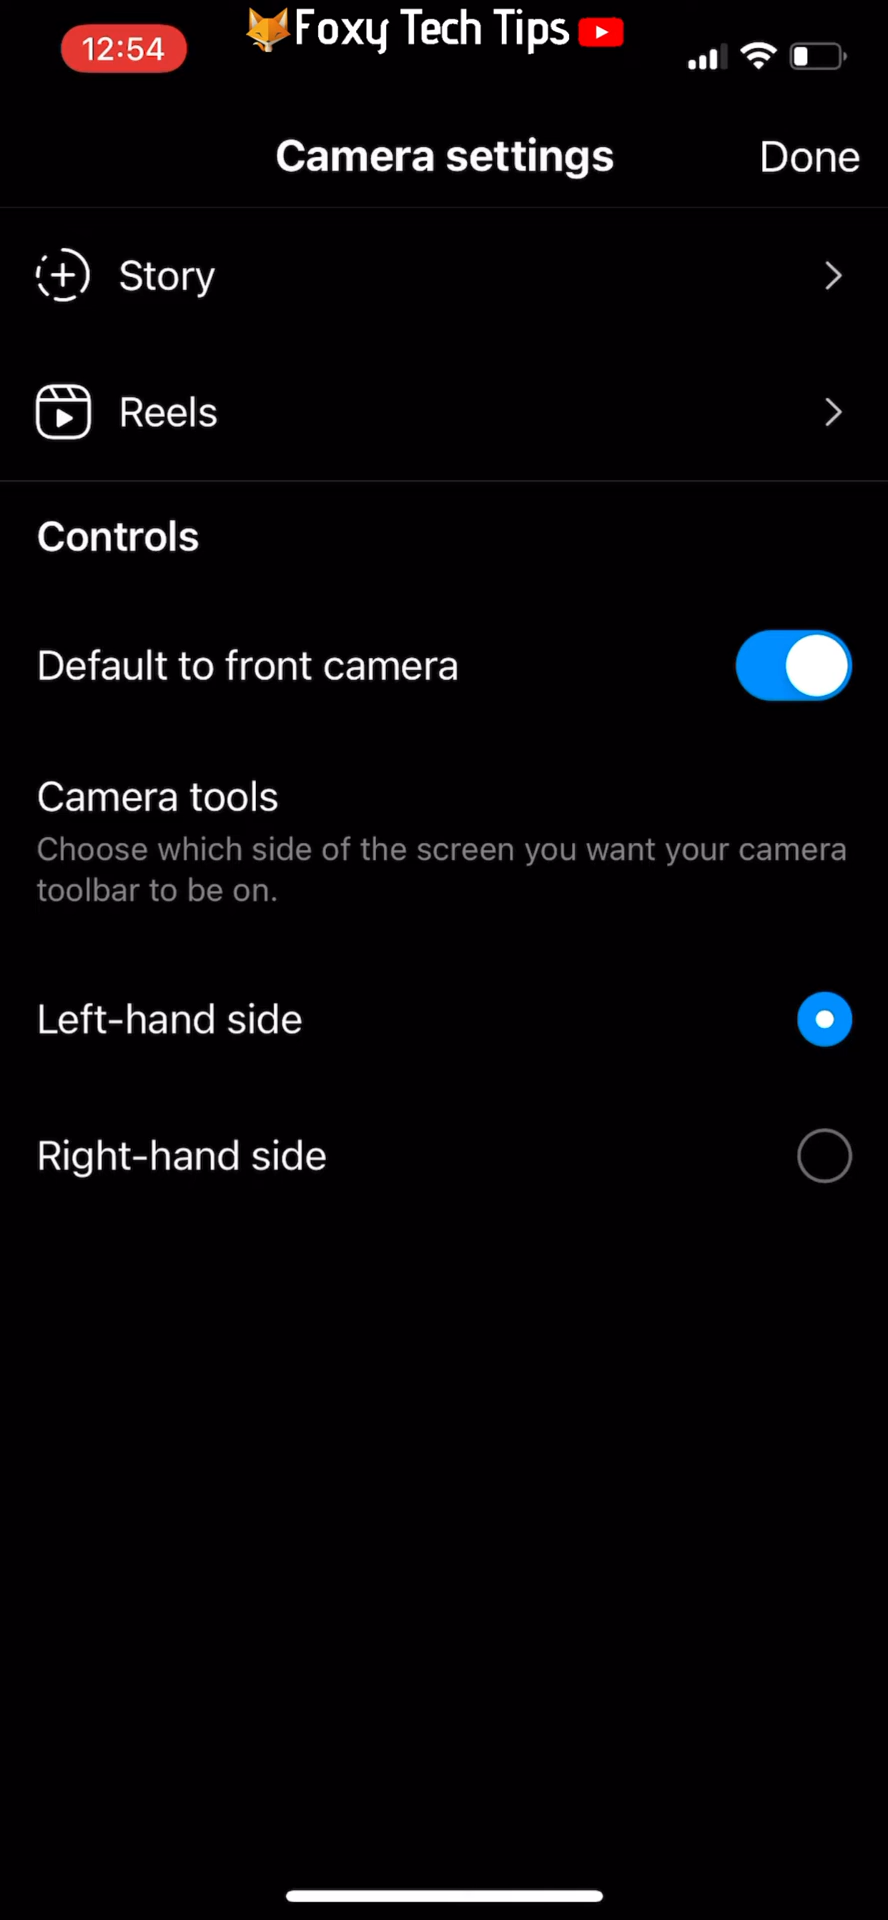 12:54
Foxy Tech Tips
Camera settings
Done
Story
Reels
Controls
Default to front camera
Camera tools
Choose which side of the screen you want your camera
toolbar to be on.
Left-hand side
Right-hand side